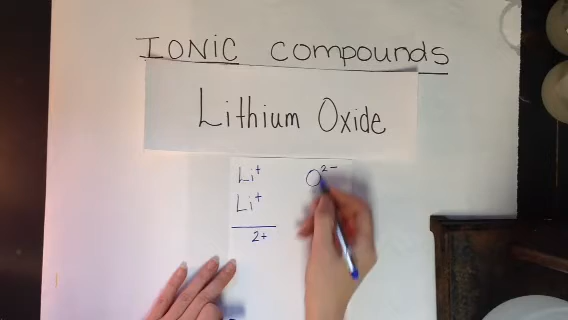 IONIC compounds
Lithium Oxide
Li⁺ O²⁻
Li⁺
2+